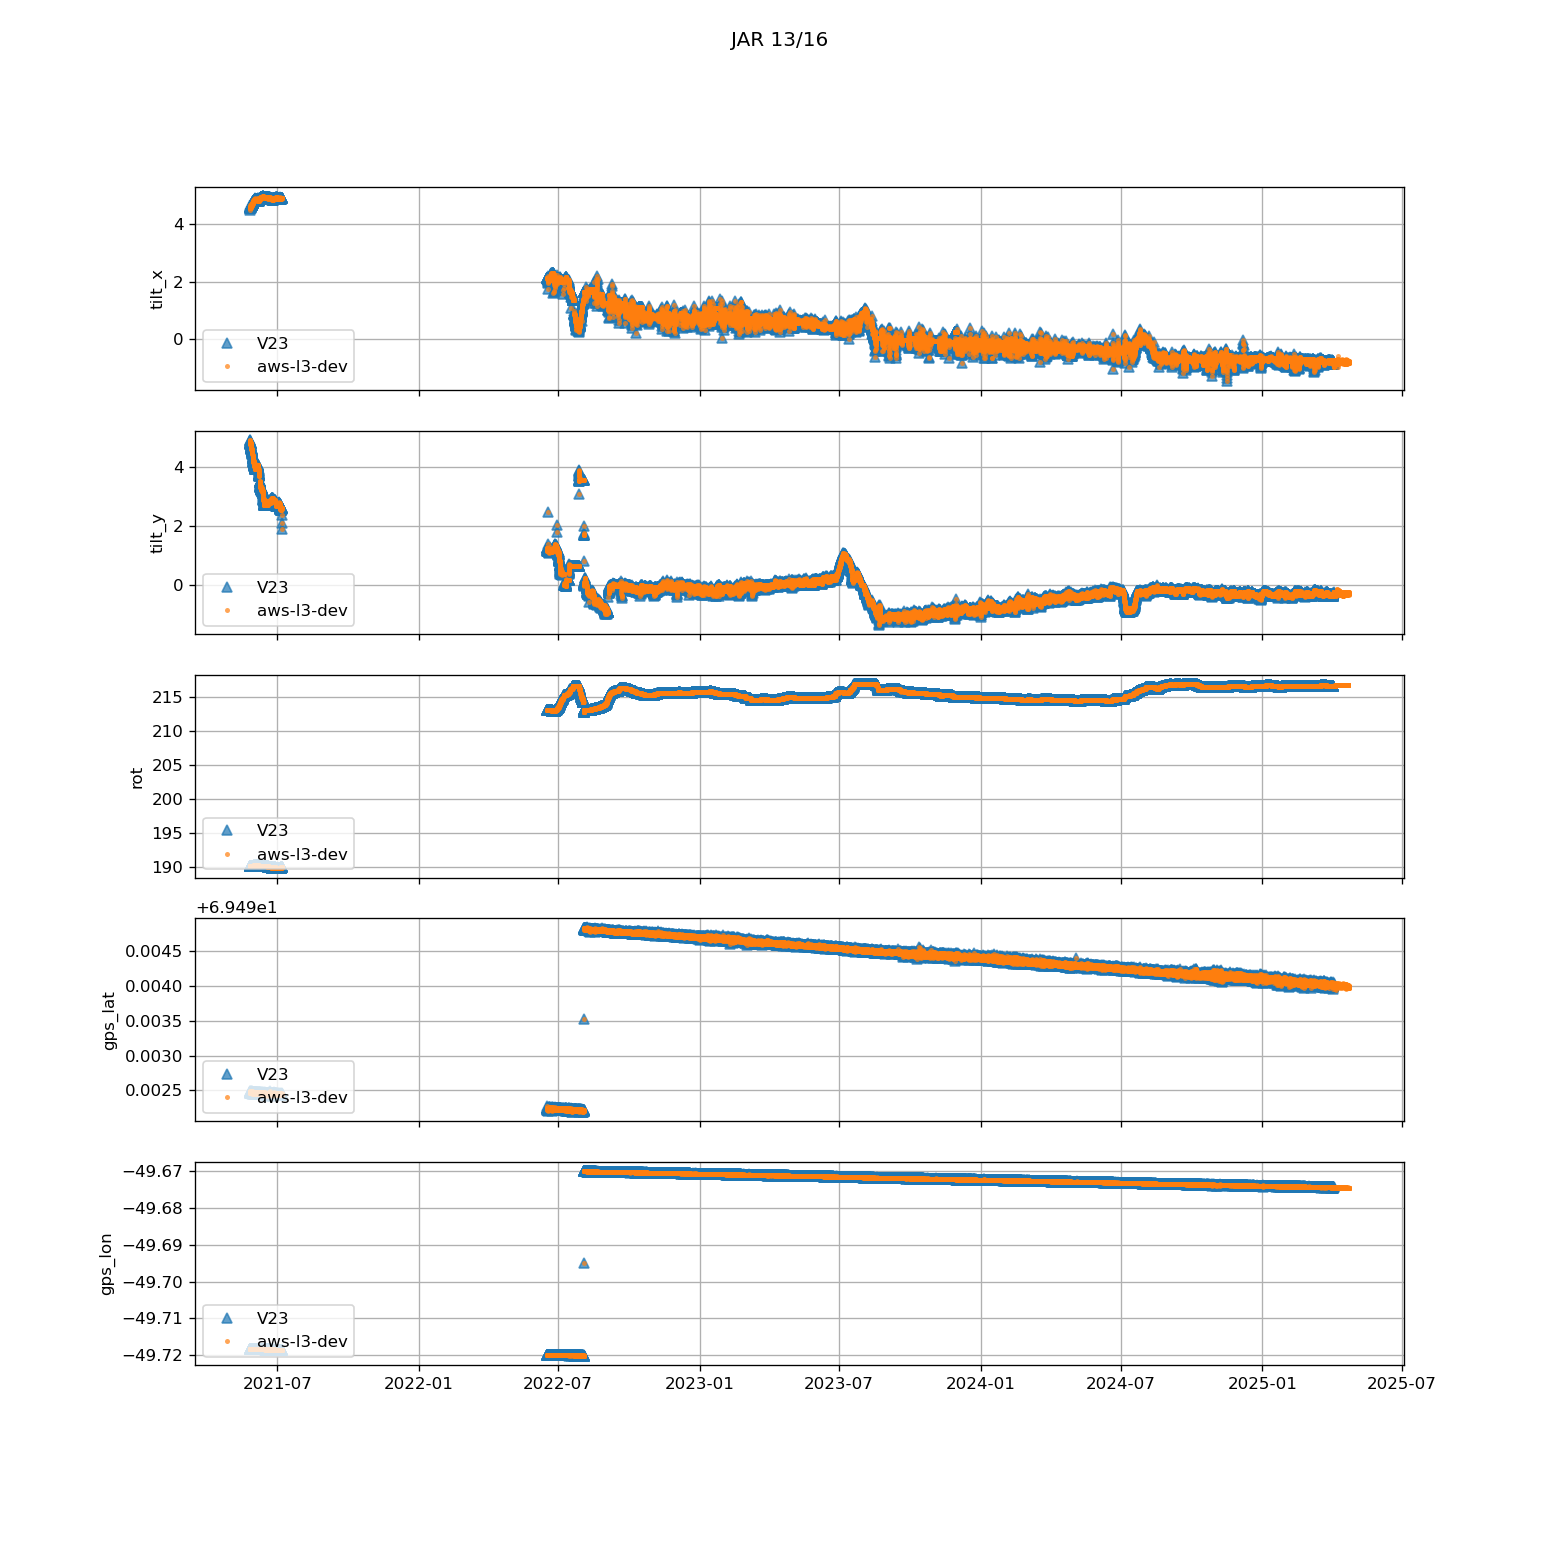 JAR 13/16
4
2
0
tilt_x
V23
aws-l3-dev
4
2
0
tilt_y
V23
aws-l3-dev
215
210
205
200
195
190
rot
V23
aws-l3-dev
+6.949e1
0.0045
0.0040
0.0035
0.0030
0.0025
gps_lat
V23
aws-l3-dev
−49.67
−49.68
−49.69
−49.70
−49.71
−49.72
gps_lon
V23
aws-l3-dev
2021-07 2022-01 2022-07 2023-01 2023-07 2024-01 2024-07 2025-01 2025-07